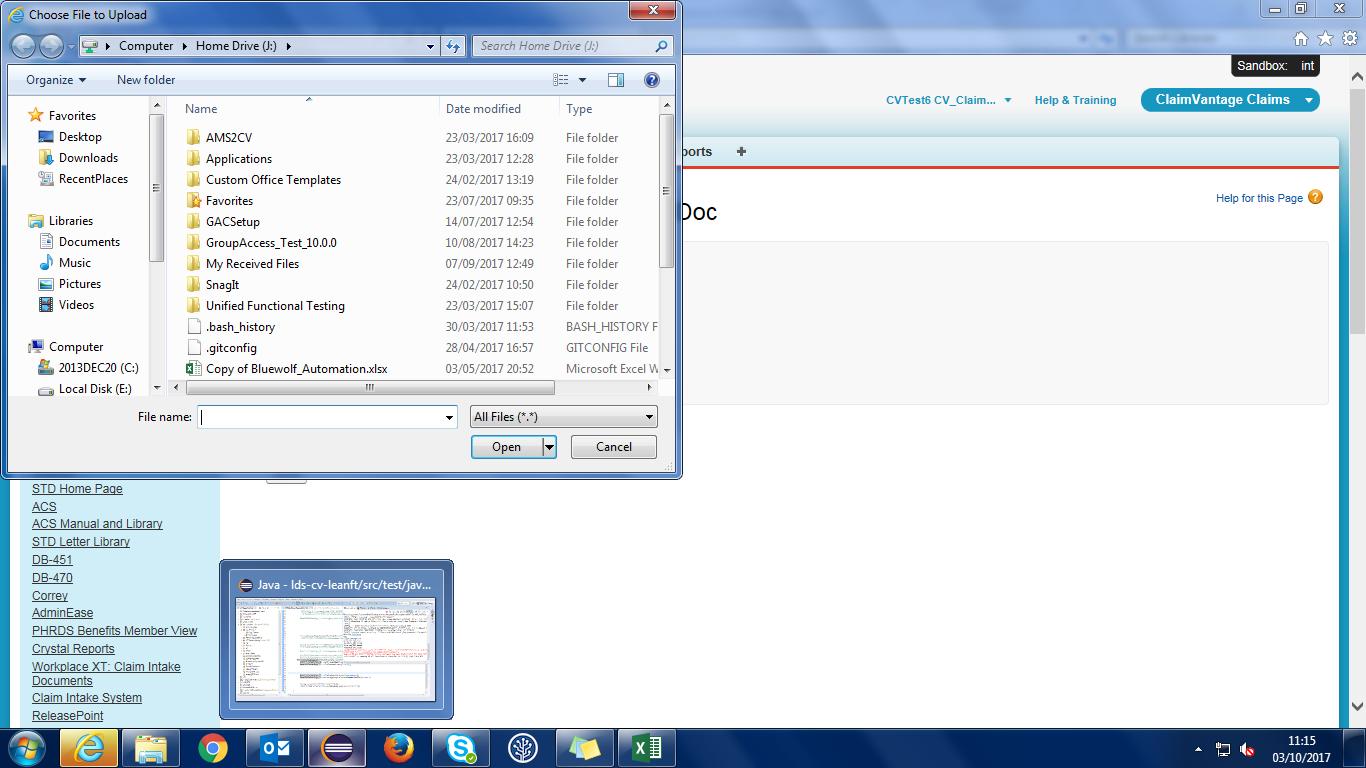 Choose File to Upload
Computer Home Drive (J:)
Search Home Drive (J:)
Organize New folder
Favorites
Desktop
Downloads
RecentPlaces
Libraries
Documents
Music
Pictures
Videos
Computer
2013DEC20 (C:)
Local Disk (E:)
Name Date modified Type
AMS2CV 23/03/2017 16:09 File folder
Applications 23/03/2017 12:28 File folder
Custom Office Templates 24/02/2017 13:19 File folder
Favorites 23/07/2017 09:35 File folder
GACSetup 14/07/2017 12:54 File folder
GroupAccess_Test_10.0.0 10/08/2017 14:23 File folder
My Received Files 07/09/2017 12:49 File folder
SnagIt 24/02/2017 10:50 File folder
Unified Functional Testing 23/03/2017 15:07 File folder
.bash_history 30/03/2017 11:53 BASH_HISTORY F
.gitconfig 28/04/2017 16:57 GITCONFIG File
Copy of Bluewolf_Automation.xlsx 03/05/2017 20:52 Microsoft Excel W
File name: All Files (*.*)
Open Cancel
Sandbox: int
CVTest6 CV_Claim... Help & Training ClaimVantage Claims
ports +
Help for this Page
Doc
STD Home Page
ACS
ACS Manual and Library
STD Letter Library
DB-451
DB-470
Correy
AdminEase
PHRDS Benefits Member View
Crystal Reports
Workplace XT: Claim Intake
Documents
Claim Intake System
ReleasePoint
Java - lds-cv-leanft/src/test/jav...
11:15
03/10/2017